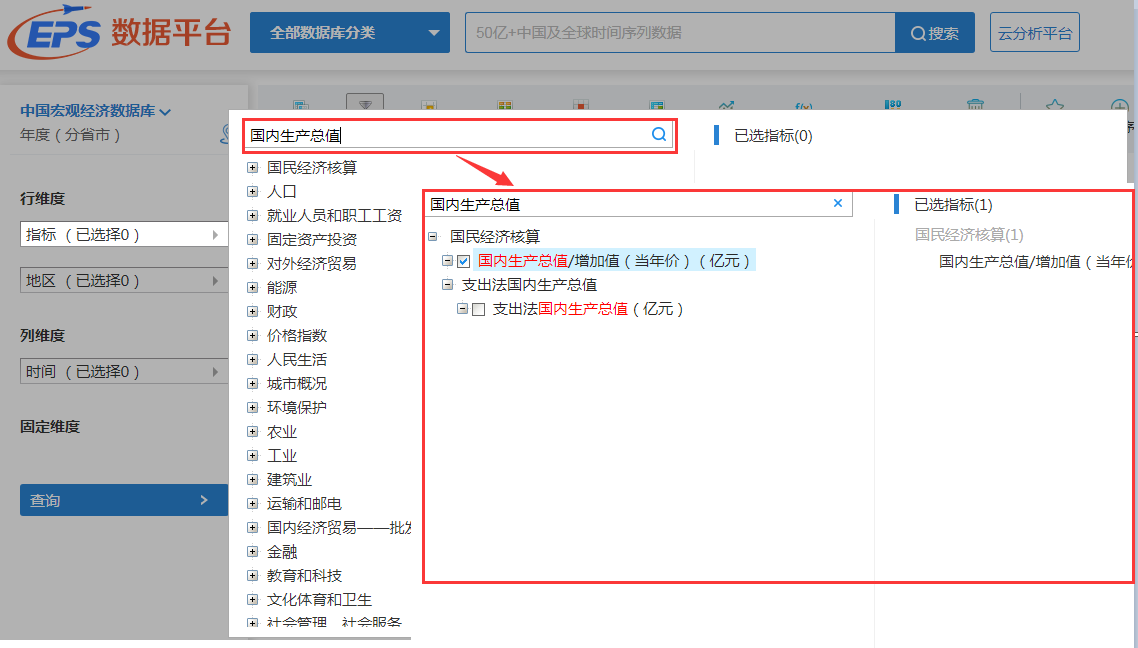 EPS 数据平台
全部数据库分类
50亿+中国及全球时间序列数据
搜索
云分析平台
中国宏观经济数据库
年度（分省市）
行维度
指标 （已选择0 ）
地区 （已选择0 ）
列维度
时间 （已选择0 ）
固定维度
查询
国内生产总值
已选指标(0)
国民经济核算
人口
就业人员和职工工资
固定资产投资
对外经济贸易
能源
财政
价格指数
人民生活
城市概况
环境保护
农业
工业
建筑业
运输和邮电
国内经济贸易——批发
金融
教育和科技
文化体育和卫生
社会管理、社会服务
国内生产总值
国民经济核算
国内生产总值/增加值（当年价）（亿元 ）
支出法国内生产总值
支出法国内生产总值（亿元 ）
已选指标(1)
国民经济核算(1)
国内生产总值/增加值（当年价